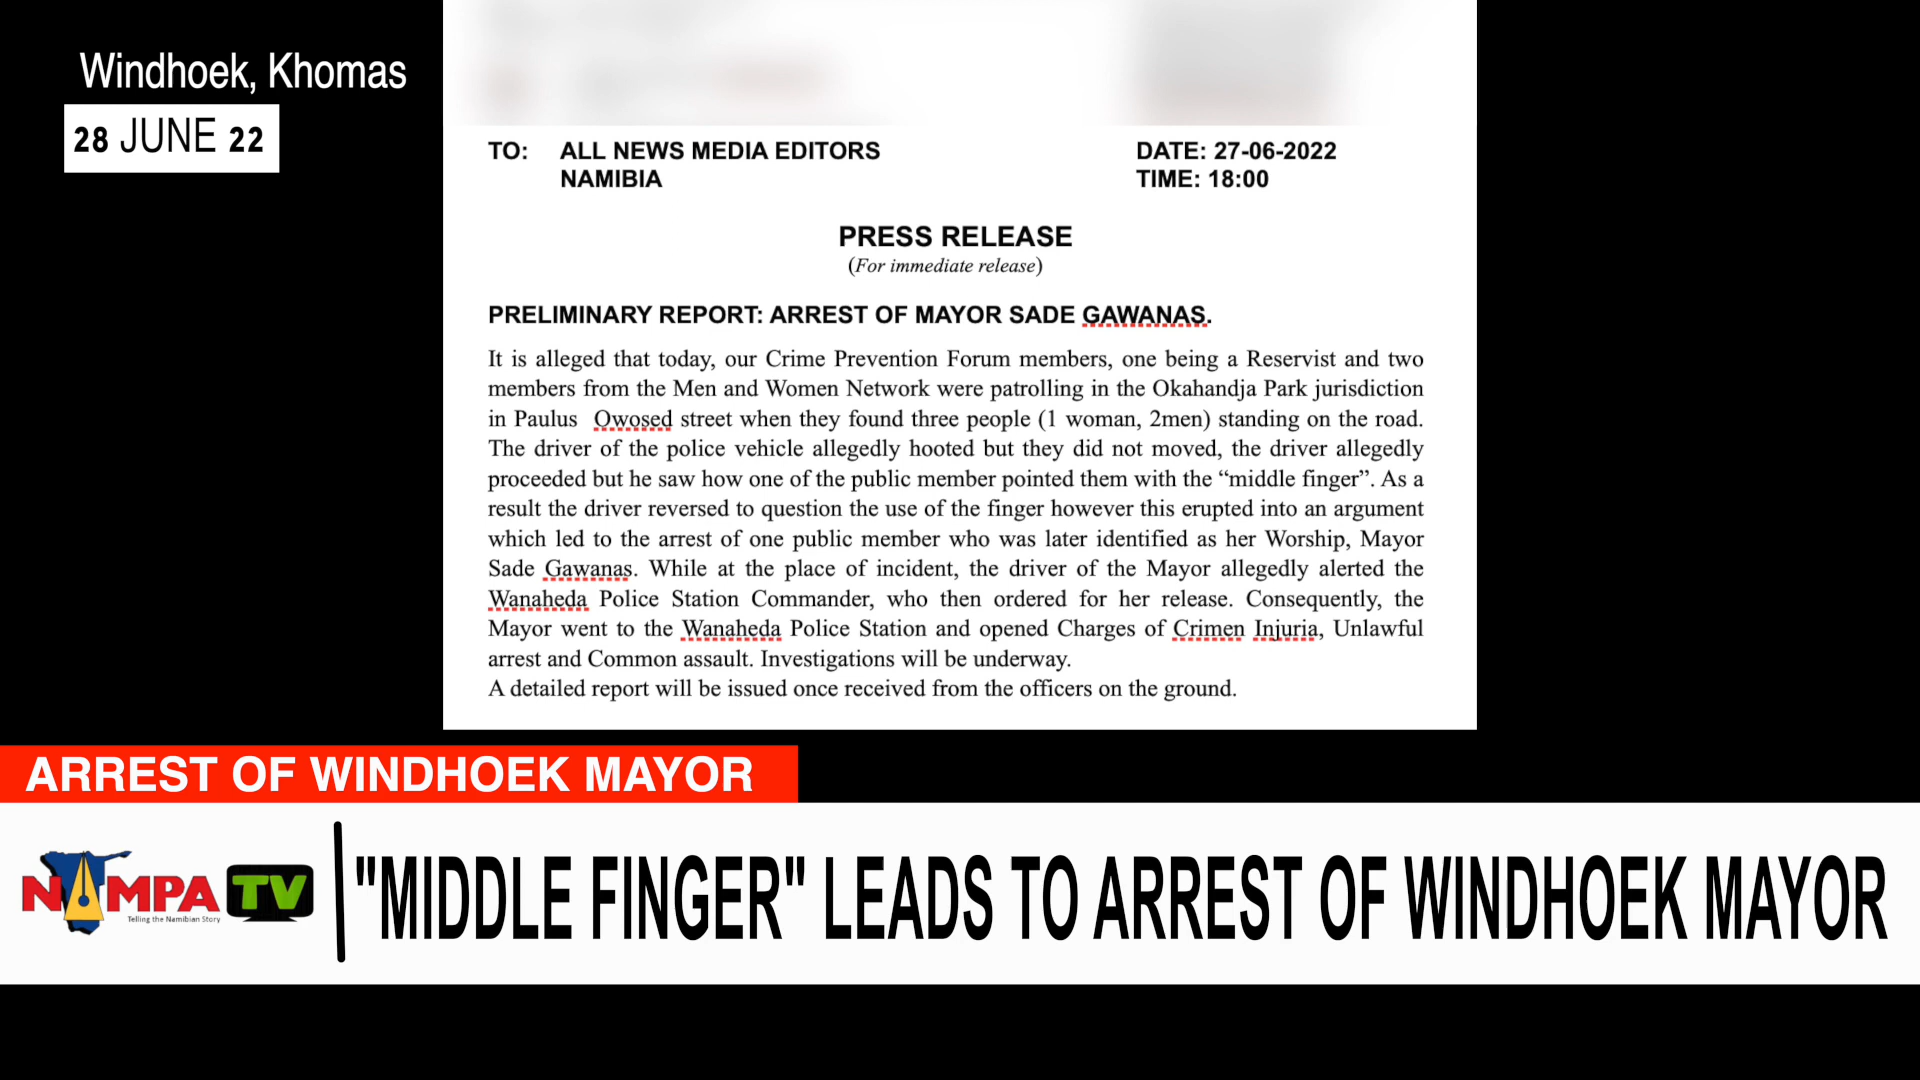 Windhoek, Khomas
28 JUNE 22
TO: ALL NEWS MEDIA EDITORS DATE: 27-06-2022
NAMIBIA TIME: 18:00
PRESS RELEASE
(For immediate release)
PRELIMINARY REPORT: ARREST OF MAYOR SADE GAWANAS.
It is alleged that today, our Crime Prevention Forum members, one being a Reservist and two
members from the Men and Women Network were patrolling in the Okahandja Park jurisdiction
in Paulus Owosed street when they found three people (1 woman, 2men) standing on the road.
The driver of the police vehicle allegedly hooted but they did not moved, the driver allegedly
proceeded but he saw how one of the public member pointed them with the “middle finger”. As a
result the driver reversed to question the use of the finger however this erupted into an argument
which led to the arrest of one public member who was later identified as her Worship, Mayor
Sade Gawanas. While at the place of incident, the driver of the Mayor allegedly alerted the
Wanaheda Police Station Commander, who then ordered for her release. Consequently, the
Mayor went to the Wanaheda Police Station and opened Charges of Crimen Injuria, Unlawful
arrest and Common assault. Investigations will be underway.
A detailed report will be issued once received from the officers on the ground.
ARREST OF WINDHOEK MAYOR
NAMPA TV
Telling the Namibian Story
"MIDDLE FINGER" LEADS TO ARREST OF WINDHOEK MAYOR